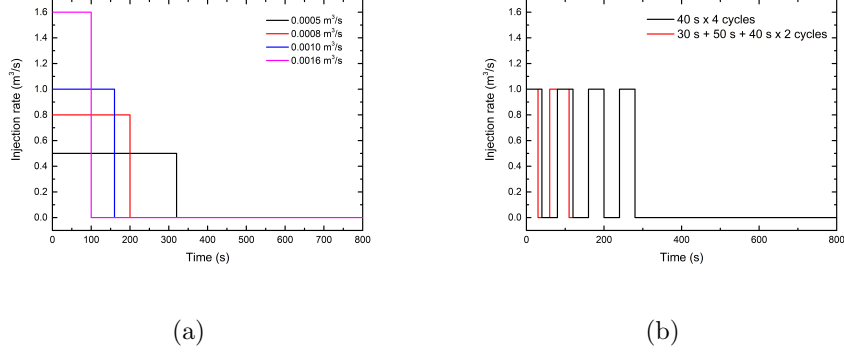 1.6
1.4
1.2
1.0
0.8
0.6
0.4
0.2
0.0
Injection rate (m³/s)
0 100 200 300 400 500 600 700 800
Time (s)
0.0005 m³/s
0.0008 m³/s
0.0010 m³/s
0.0016 m³/s
(a)
1.6
1.4
1.2
1.0
0.8
0.6
0.4
0.2
0.0
Injection rate (m³/s)
0 200 400 600 800
Time (s)
40 s x 4 cycles
30 s + 50 s + 40 s x 2 cycles
(b)